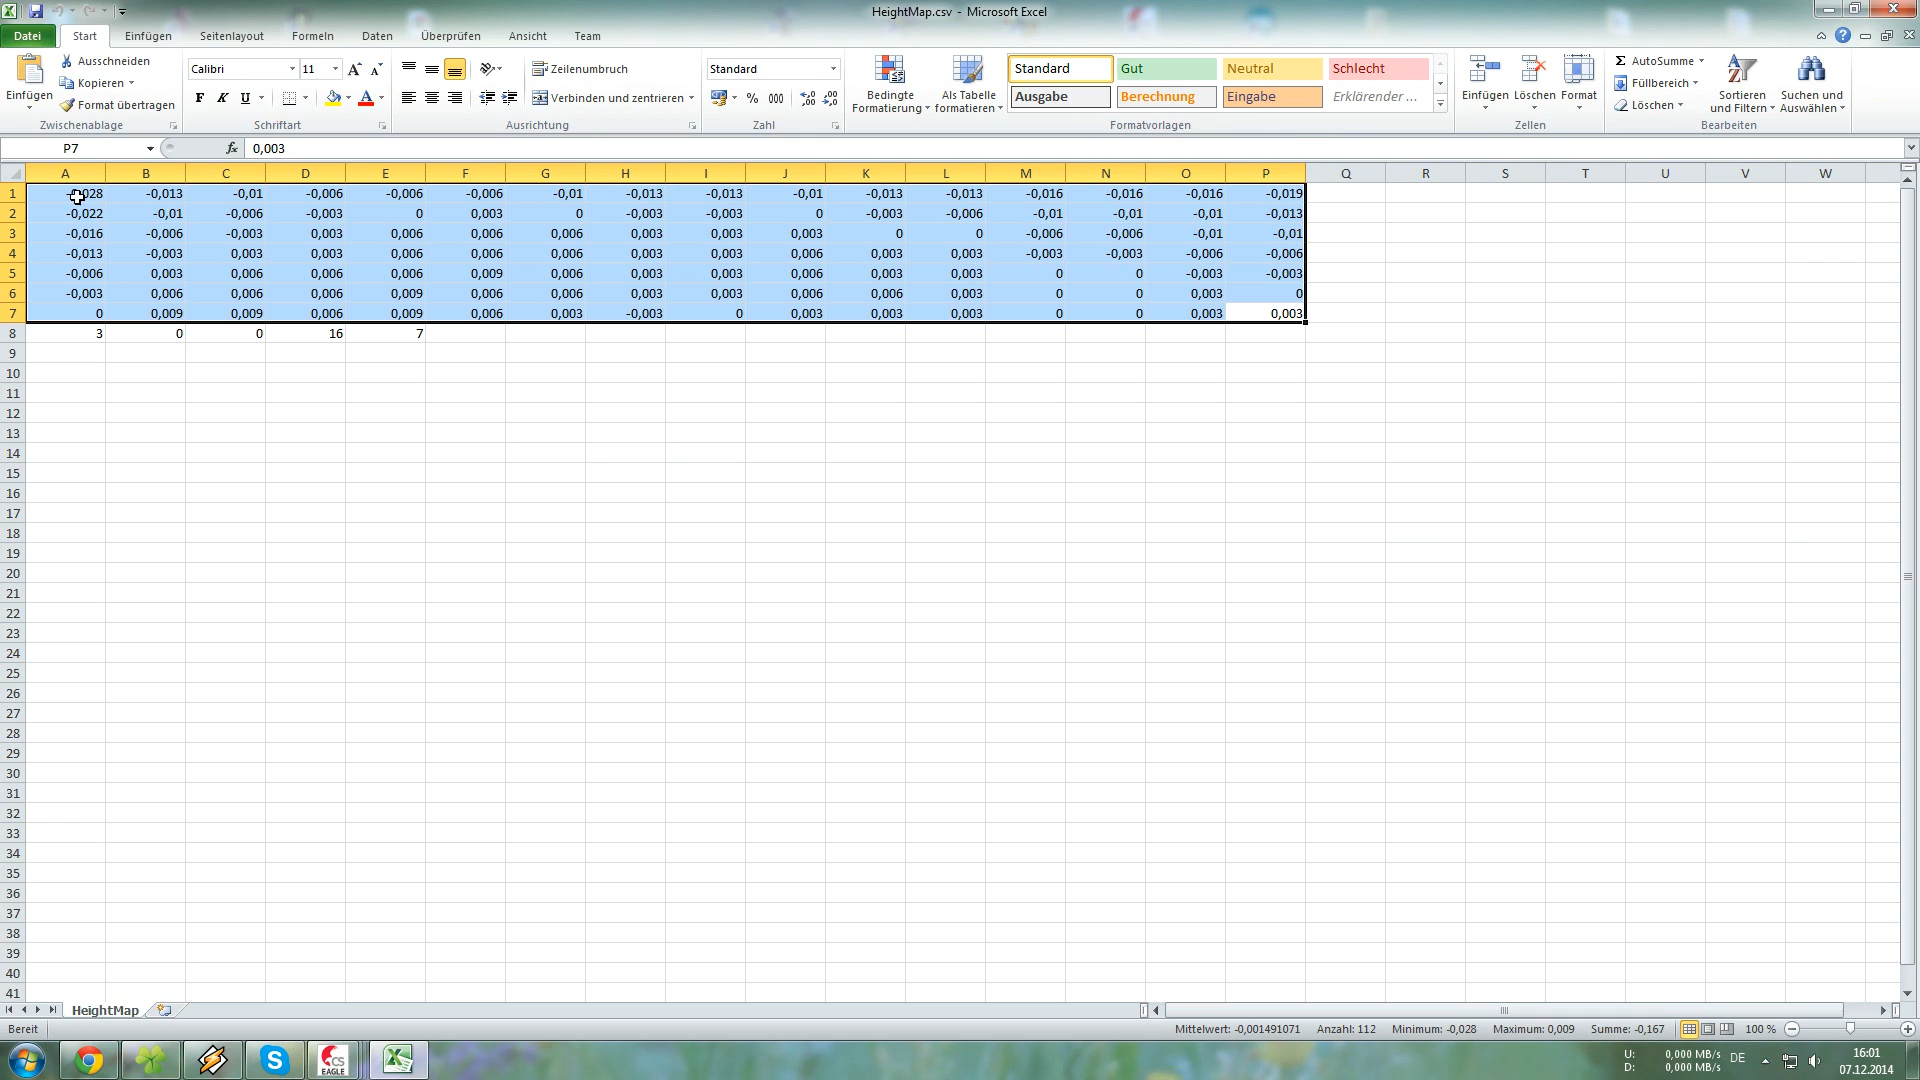 HeightMap.csv - Microsoft Excel
Datei Start Einfügen Seitenlayout Formeln Daten Überprüfen Ansicht Team
Ausschneiden Calibri 11 Zeilenumbruch Standard Standard Gut Neutral Schlecht AutoSumme
Kopieren Füllbereich
Einfügen Format übertragen F K U Verbinden und zentrieren % 000 Bedingte Formatierung Als Tabelle formatieren Ausgabe Berechnung Eingabe Erklärender ... Einfügen Löschen Format Löschen Sortieren und Filtern Suchen und Auswählen
Zwischenablage Schriftart Ausrichtung Zahl Formatvorlagen Zellen Bearbeiten
P7 fx 0,003
A B C D E F G H I J K L M N O P Q R S T U V W
1 028 -0,013 -0,01 -0,006 -0,006 -0,006 -0,01 -0,013 -0,013 -0,01 -0,013 -0,013 -0,016 -0,016 -0,016 -0,019
2 -0,022 -0,01 -0,006 -0,003 0 0,003 0 -0,003 -0,003 0 -0,003 -0,006 -0,01 -0,01 -0,01 -0,013
3 -0,016 -0,006 -0,003 0,003 0,006 0,006 0,006 0,003 0,003 0,003 0 0 -0,006 -0,006 -0,01 -0,01
4 -0,013 -0,003 0,003 0,003 0,006 0,006 0,006 0,003 0,003 0,006 0,003 0,003 -0,003 -0,003 -0,006 -0,006
5 -0,006 0,003 0,006 0,006 0,006 0,009 0,006 0,003 0,003 0,006 0,003 0,003 0 0 -0,003 -0,003
6 -0,003 0,006 0,006 0,006 0,009 0,006 0,006 0,003 0,003 0,006 0,006 0,003 0 0 0,003 0
7 0 0,009 0,009 0,006 0,009 0,006 0,003 -0,003 0 0,003 0,003 0,003 0 0 0,003 0,003
8 3 0 0 16 7
9
10
11
12
13
14
15
16
17
18
19
20
21
22
23
24
25
26
27
28
29
30
31
32
33
34
35
36
37
38
39
40
41
HeightMap
Bereit Mittelwert: -0,001491071 Anzahl: 112 Minimum: -0,028 Maximum: 0,009 Summe: -0,167 100 %
CS EAGLE U: 0,000 MB/s DE 16:01
D: 0,000 MB/s 07.12.2014